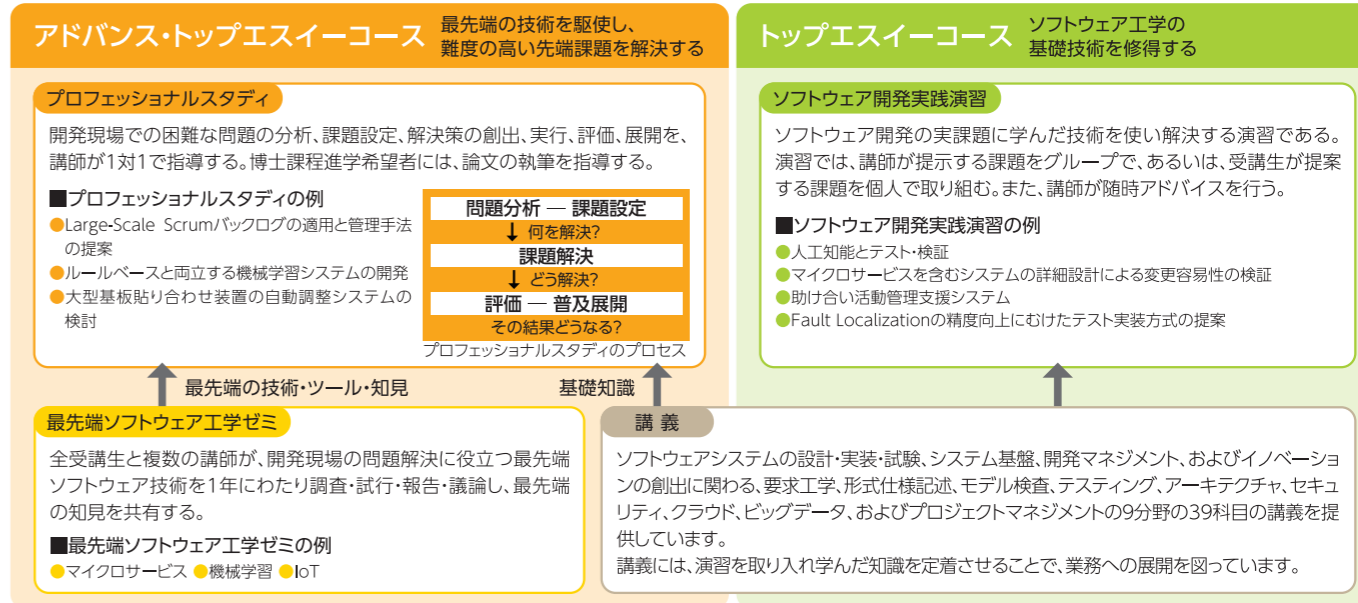 アドバンス・トップエスイーコース
最先端の技術を駆使し、
難度の高い先端課題を解決する
プロフェッショナルスタディ
開発現場での困難な問題の分析、課題設定、解決策の創出、実行、評価、展開を、
講師が1対1で指導する。博士課程進学希望者には、論文の執筆を指導する。
■プロフェッショナルスタディの例
●Large-Scale Scrumバックログの適用と管理手法
の提案
●ルールベースと両立する機械学習システムの開発
●大型基板貼り合わせ装置の自動調整システムの
検討
問題分析 — 課題設定
↓ 何を解決?
課題解決
↓ どう解決?
評価 — 普及展開
その結果どうなる?
プロフェッショナルスタディのプロセス
最先端の技術・ツール・知見
基礎知識
最先端ソフトウェア工学ゼミ
全受講生と複数の講師が、開発現場の問題解決に役立つ最先端
ソフトウェア技術を1年にわたり調査・試行・報告・議論し、最先端
の知見を共有する。
■最先端ソフトウェア工学ゼミの例
●マイクロサービス ●機械学習 ●IoT
トップエスイーコース
ソフトウェア工学の
基礎技術を修得する
ソフトウェア開発実践演習
ソフトウェア開発の実課題に学んだ技術を使い解決する演習である。
演習では、講師が提示する課題をグループで、あるいは、受講生が提案
する課題を個人で取り組む。また、講師が随時アドバイスを行う。
■ソフトウェア開発実践演習の例
●人工知能とテスト・検証
●マイクロサービスを含むシステムの詳細設計による変更容易性の検証
●助け合い活動管理支援システム
●Fault Localizationの精度向上にむけたテスト実装方式の提案
講 義
ソフトウェアシステムの設計・実装・試験、システム基盤、開発マネジメント、およびイノベーショ
ンの創出に関わる、要求工学、形式仕様記述、モデル検査、テスティング、アーキテクチャ、セキュ
リティ、クラウド、ビッグデータ、およびプロジェクトマネジメントの9分野の39科目の講義を提
供しています。
講義には、演習を取り入れ学んだ知識を定着させることで、業務への展開を図っています。